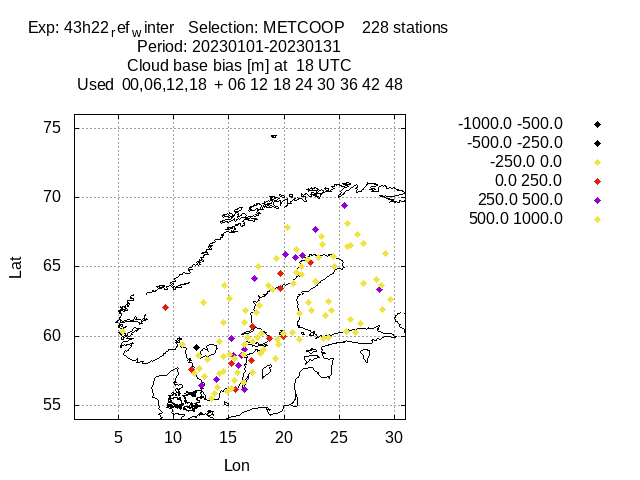 Exp: 43h22refwinter Selection: METCOOP 228 stations
Period: 20230101-20230131
Cloud base bias [m] at 18 UTC
Used 00,06,12,18 + 06 12 18 24 30 36 42 48
-1000.0 -500.0
-500.0 -250.0
-250.0 0.0
0.0 250.0
250.0 500.0
500.0 1000.0
75
70
65
60
55
Lat
5 10 15 20 25 30
Lon